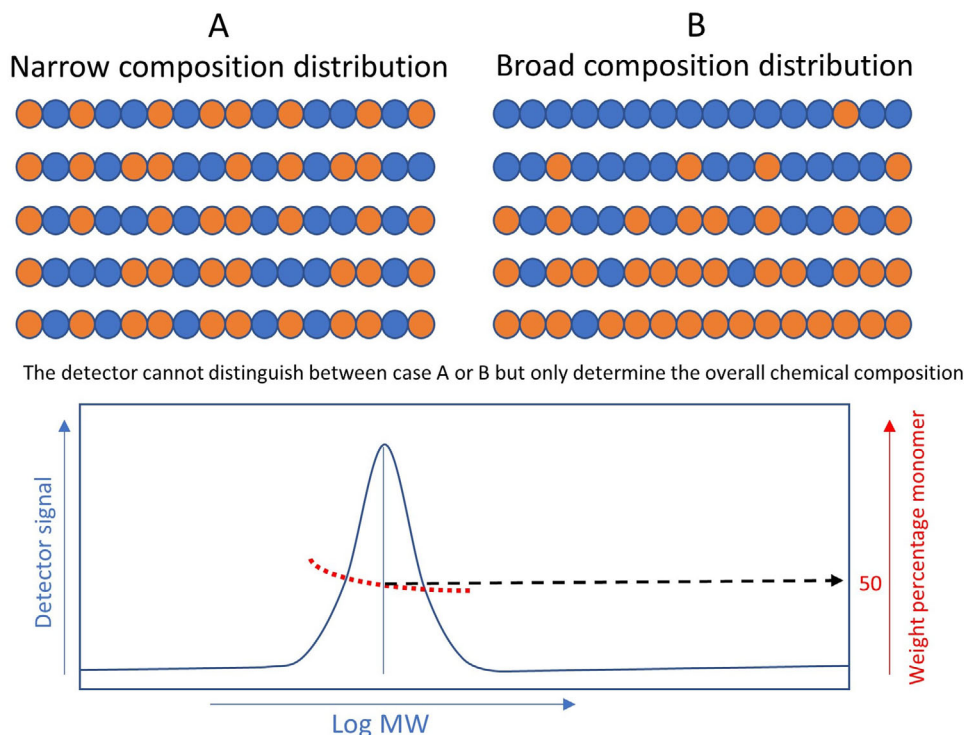 A
Narrow composition distribution
B
Broad composition distribution
The detector cannot distinguish between case A or B but only determine the overall chemical composition
Detector signal
50
Weight percentage monomer
Log MW